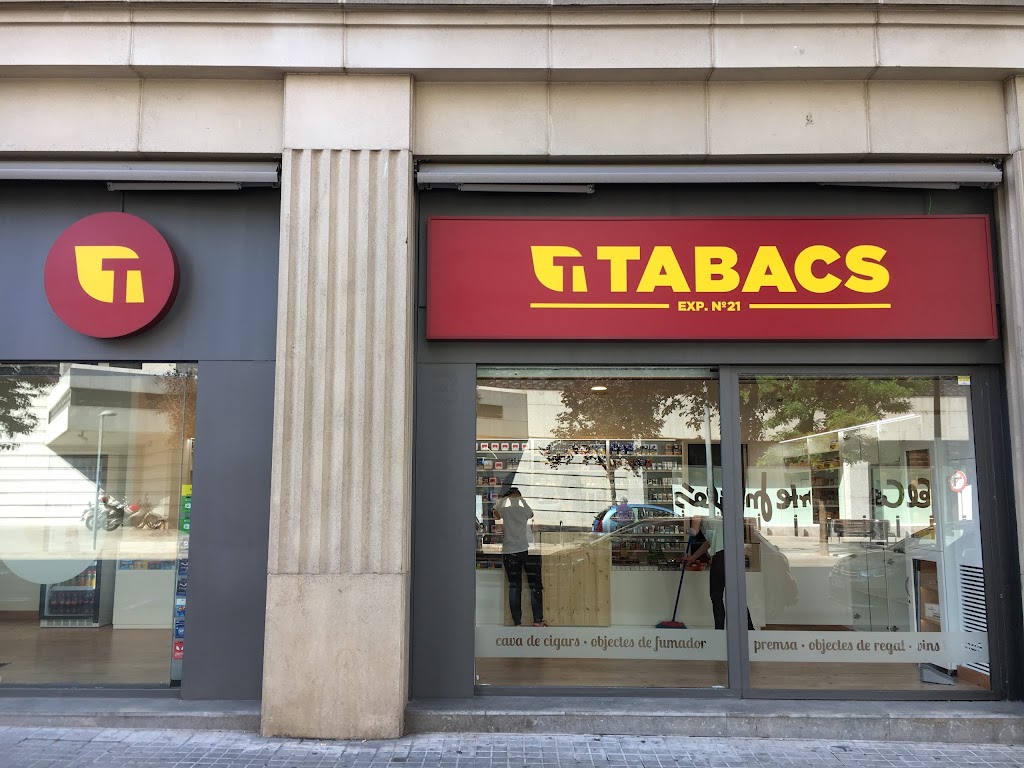 TABACS
EXP. Nº21
cava de cigars · objectes de fumador
premsa · objectes de regal · vins